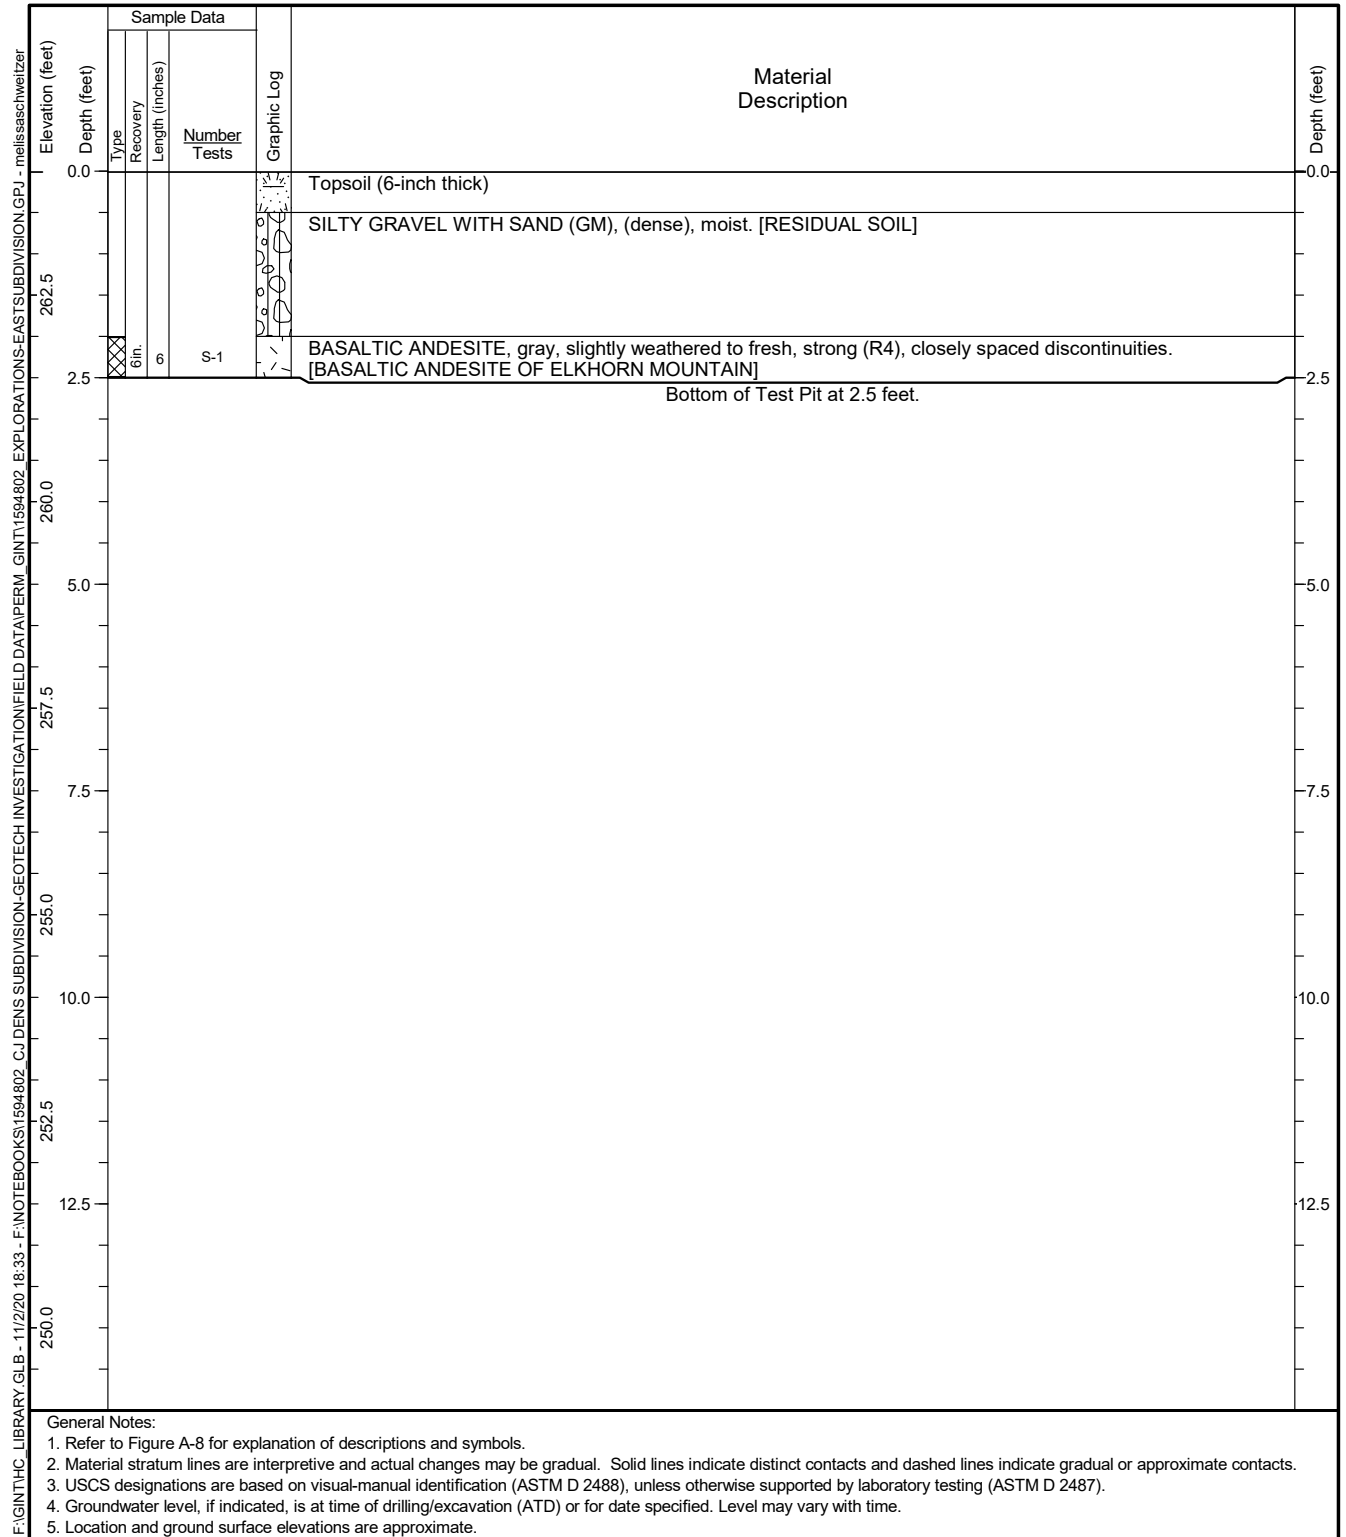 Sample Data
Elevation (feet)
Depth (feet)
Type
Recovery
Length (inches)
Number
Tests
Graphic Log
Material
Description
Depth (feet)
0.0
Topsoil (6-inch thick)
0.0
SILTY GRAVEL WITH SAND (GM), (dense), moist. [RESIDUAL SOIL]
262.5
6in.
6
S-1
BASALTIC ANDESITE, gray, slightly weathered to fresh, strong (R4), closely spaced discontinuities.
[BASALTIC ANDESITE OF ELKHORN MOUNTAIN]
2.5
2.5
Bottom of Test Pit at 2.5 feet.
260.0
5.0
5.0
257.5
7.5
7.5
255.0
10.0
10.0
252.5
12.5
12.5
250.0
General Notes:
1. Refer to Figure A-8 for explanation of descriptions and symbols.
2. Material stratum lines are interpretive and actual changes may be gradual. Solid lines indicate distinct contacts and dashed lines indicate gradual or approximate contacts.
3. USCS designations are based on visual-manual identification (ASTM D 2488), unless otherwise supported by laboratory testing (ASTM D 2487).
4. Groundwater level, if indicated, is at time of drilling/excavation (ATD) or for date specified. Level may vary with time.
5. Location and ground surface elevations are approximate.
F:\GINT\HC_LIBRARY.GLB - 11/2/20 18:33 - F:\NOTEBOOKS\1594802_CJ DENS SUBDIVISION-GEOTECH INVESTIGATION\FIELD DATA\PERM_GINT\1594802_EXPLORATIONS-EASTSUBDIVISION.GPJ - melissaschweitzer